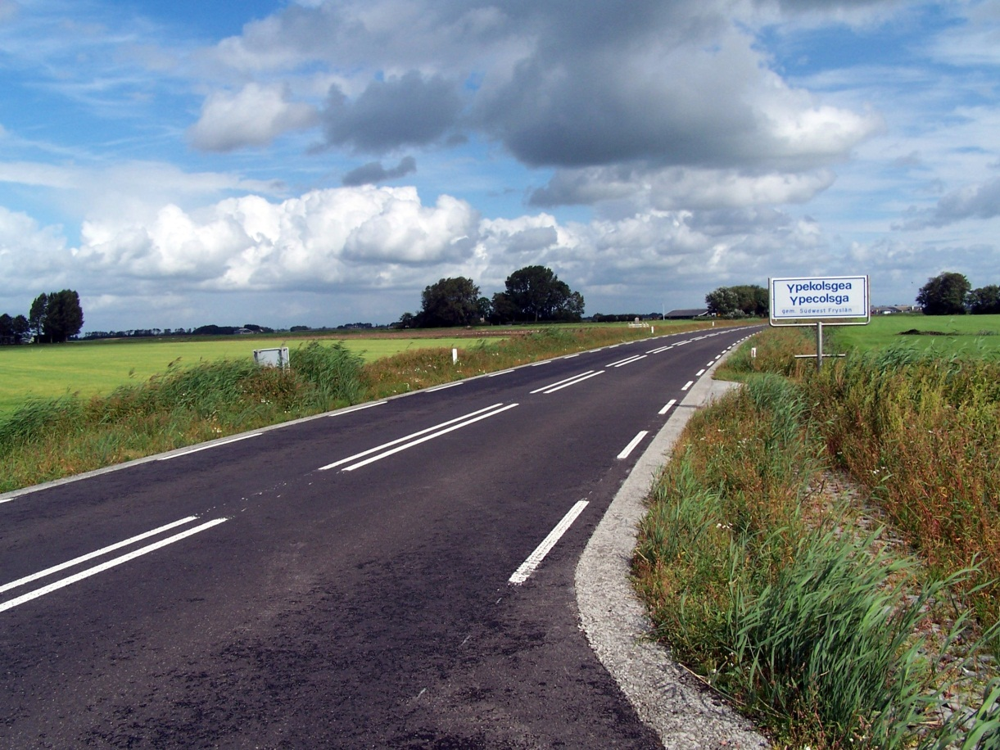 Ypekolsgea
Ypecolsga
gem. Súdwest Fryslân